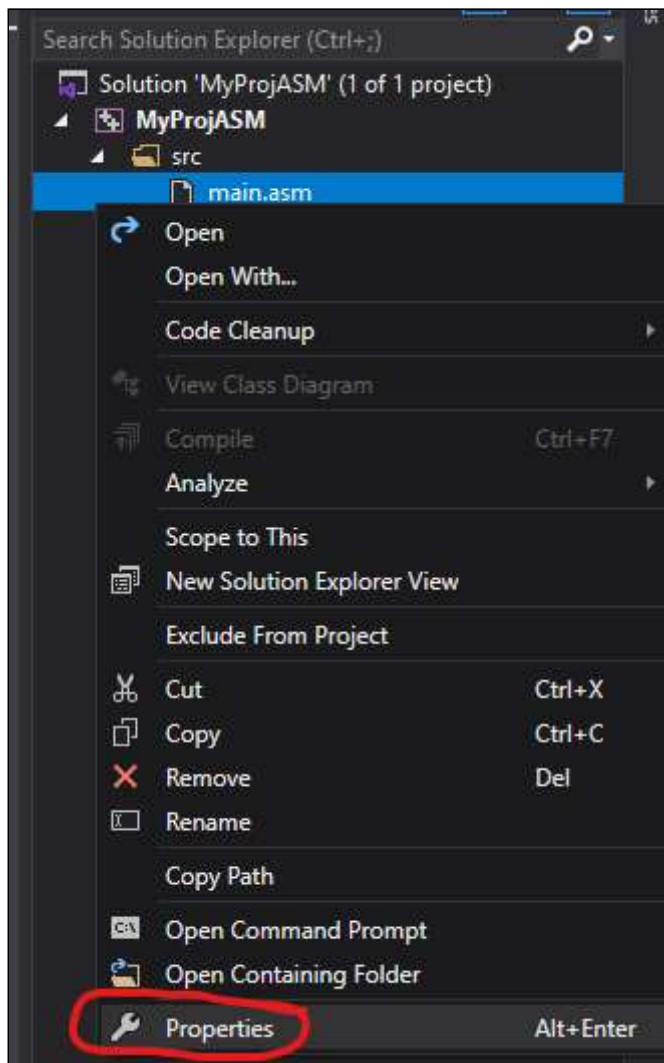 Search Solution Explorer (Ctrl+;)
Solution 'MyProjASM' (1 of 1 project)
MyProjASM
src
main.asm
Open
Open With...
Code Cleanup
View Class Diagram
Compile Ctrl+F7
Analyze
Scope to This
New Solution Explorer View
Exclude From Project
Cut Ctrl+X
Copy Ctrl+C
Remove Del
Rename
Copy Path
Open Command Prompt
Open Containing Folder
Properties Alt+Enter